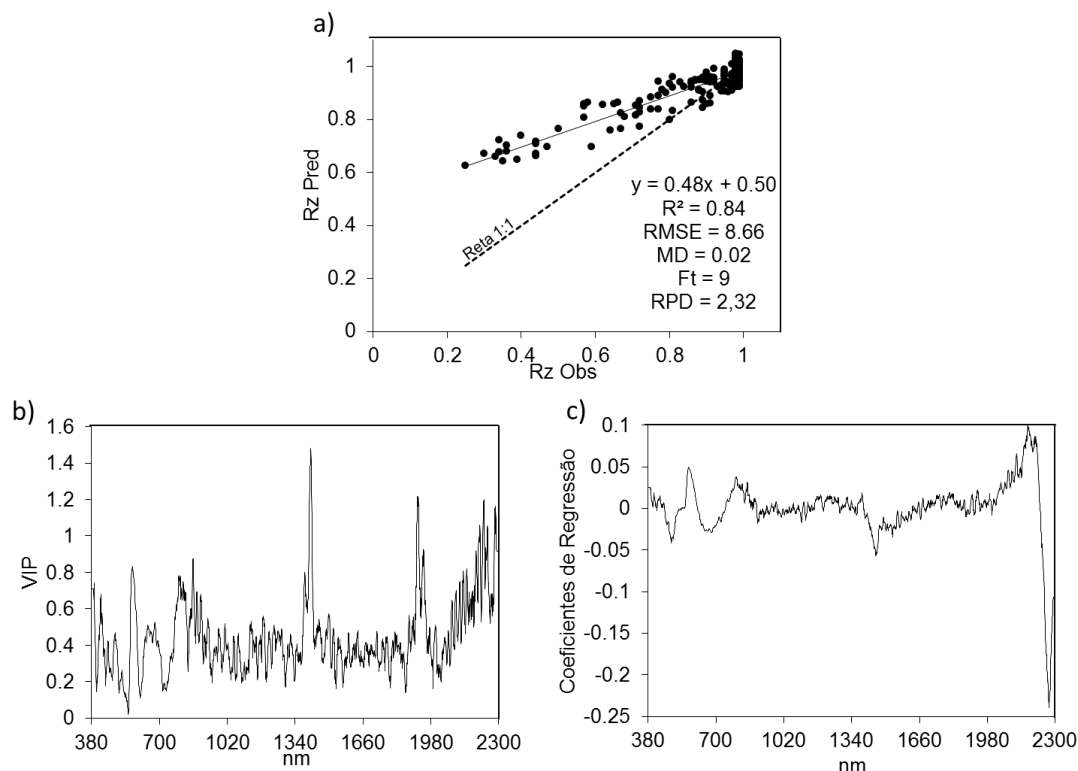 a)
1
0.8
0.6
0.4
0.2
0
Rz Pred
Reta 1:1
y = 0.48x + 0.50
R² = 0.84
RMSE = 8.66
MD = 0.02
Ft = 9
RPD = 2,32
0 0.2 0.4 0.6 0.8 1
Rz Obs
b)
1.6
1.4
1.2
1
0.8
0.6
0.4
0.2
0
VIP
380 700 1020 1340 1660 1980 2300
nm
c)
0.1
0.05
0
-0.05
-0.1
-0.15
-0.2
-0.25
Coeficientes de Regressão
380 700 1020 1340 1660 1980 2300
nm